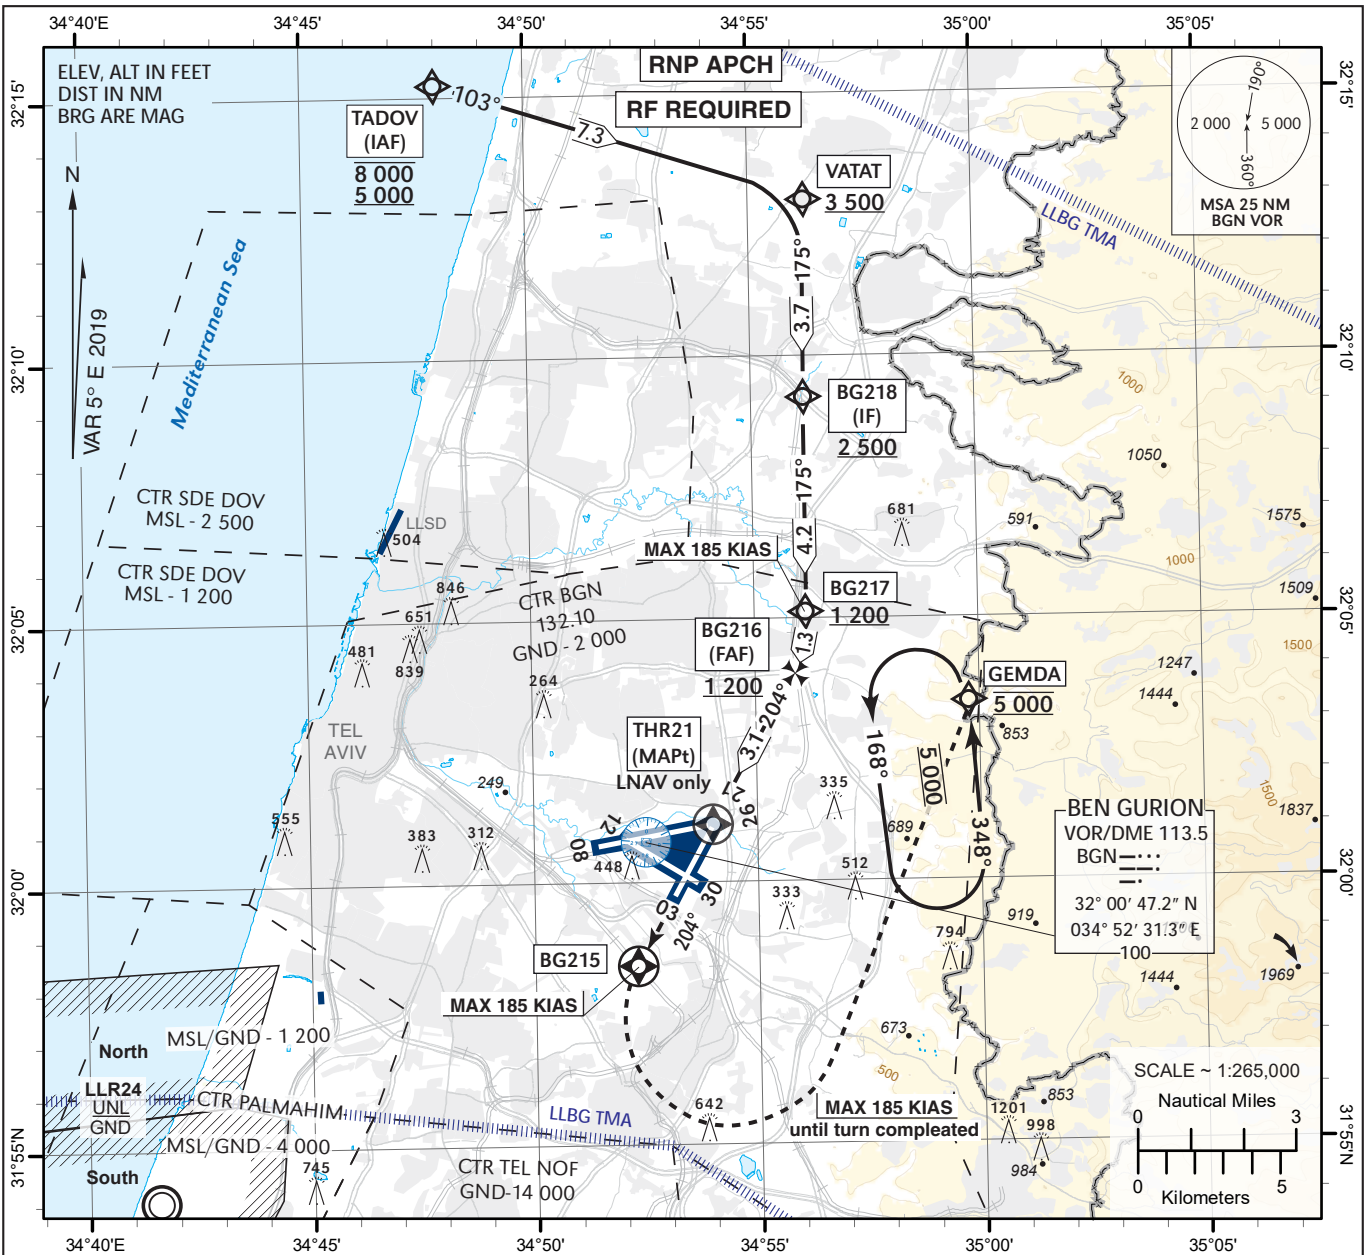 34°40'E
34°45'
34°50'
34°55'
35°00'
35°05'
ELEV, ALT IN FEET
DIST IN NM
BRG ARE MAG
RNP APCH
RF REQUIRED
190°
2 000
5 000
360°
MSA 25 NM
BGN VOR
32°15'
32°15'
TADOV
(IAF)
8 000
5 000
103°
7.3
VATAT
3 500
LLBG TMA
N
VAR 5° E 2019
Mediterranean Sea
175°
3.7
32°10'
32°10'
BG218
(IF)
2 500
1000
1050
175°
4.2
CTR SDE DOV
MSL - 2 500
LLSD
504
681
591
1575
MAX 185 KIAS
1000
CTR SDE DOV
MSL - 1 200
846
CTR BGN
132.10
GND - 2 000
BG217
1 200
1509
32°05'
32°05'
651
839
481
BG216
(FAF)
1 200
1.3
1500
1247
264
GEMDA
5 000
1444
853
TEL
AVIV
THR21
(MAPt)
LNAV only
3.1-204°
168°
5 000
249
335
21
26
1500
1837
555
383
312
12
08
448
689
348°
BEN GURION
VOR/DME 113.5
BGN
32° 00' 47.2" N
034° 52' 31.3" E
100
512
32°00'
32°00'
30
03
333
919
204°
794
BG215
1444
1969
MAX 185 KIAS
673
North
MSL/GND - 1 200
500
SCALE ~ 1:265,000
Nautical Miles
0
3
0
5
Kilometers
LLR24
UNL
GND
CTR PALMAHIM
LLBG TMA
642
MAX 185 KIAS
until turn compleated
853
1201
998
984
MSL/GND - 4 000
31°55'N
31°55'N
South
745
CTR TEL NOF
GND-14 000
34°40'E
34°45'
34°50'
34°55'
35°00'
35°05'